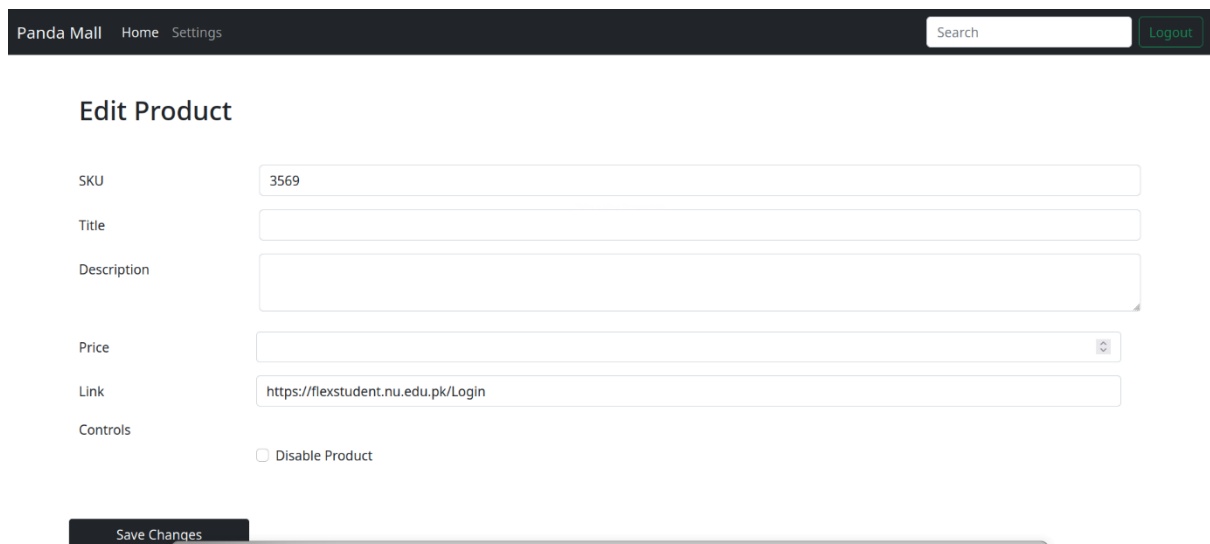 Panda Mall Home Settings Search Logout
Edit Product
SKU 3569
Title
Description
Price
Link https://flexstudent.nu.edu.pk/Login
Controls
Disable Product
Save Changes